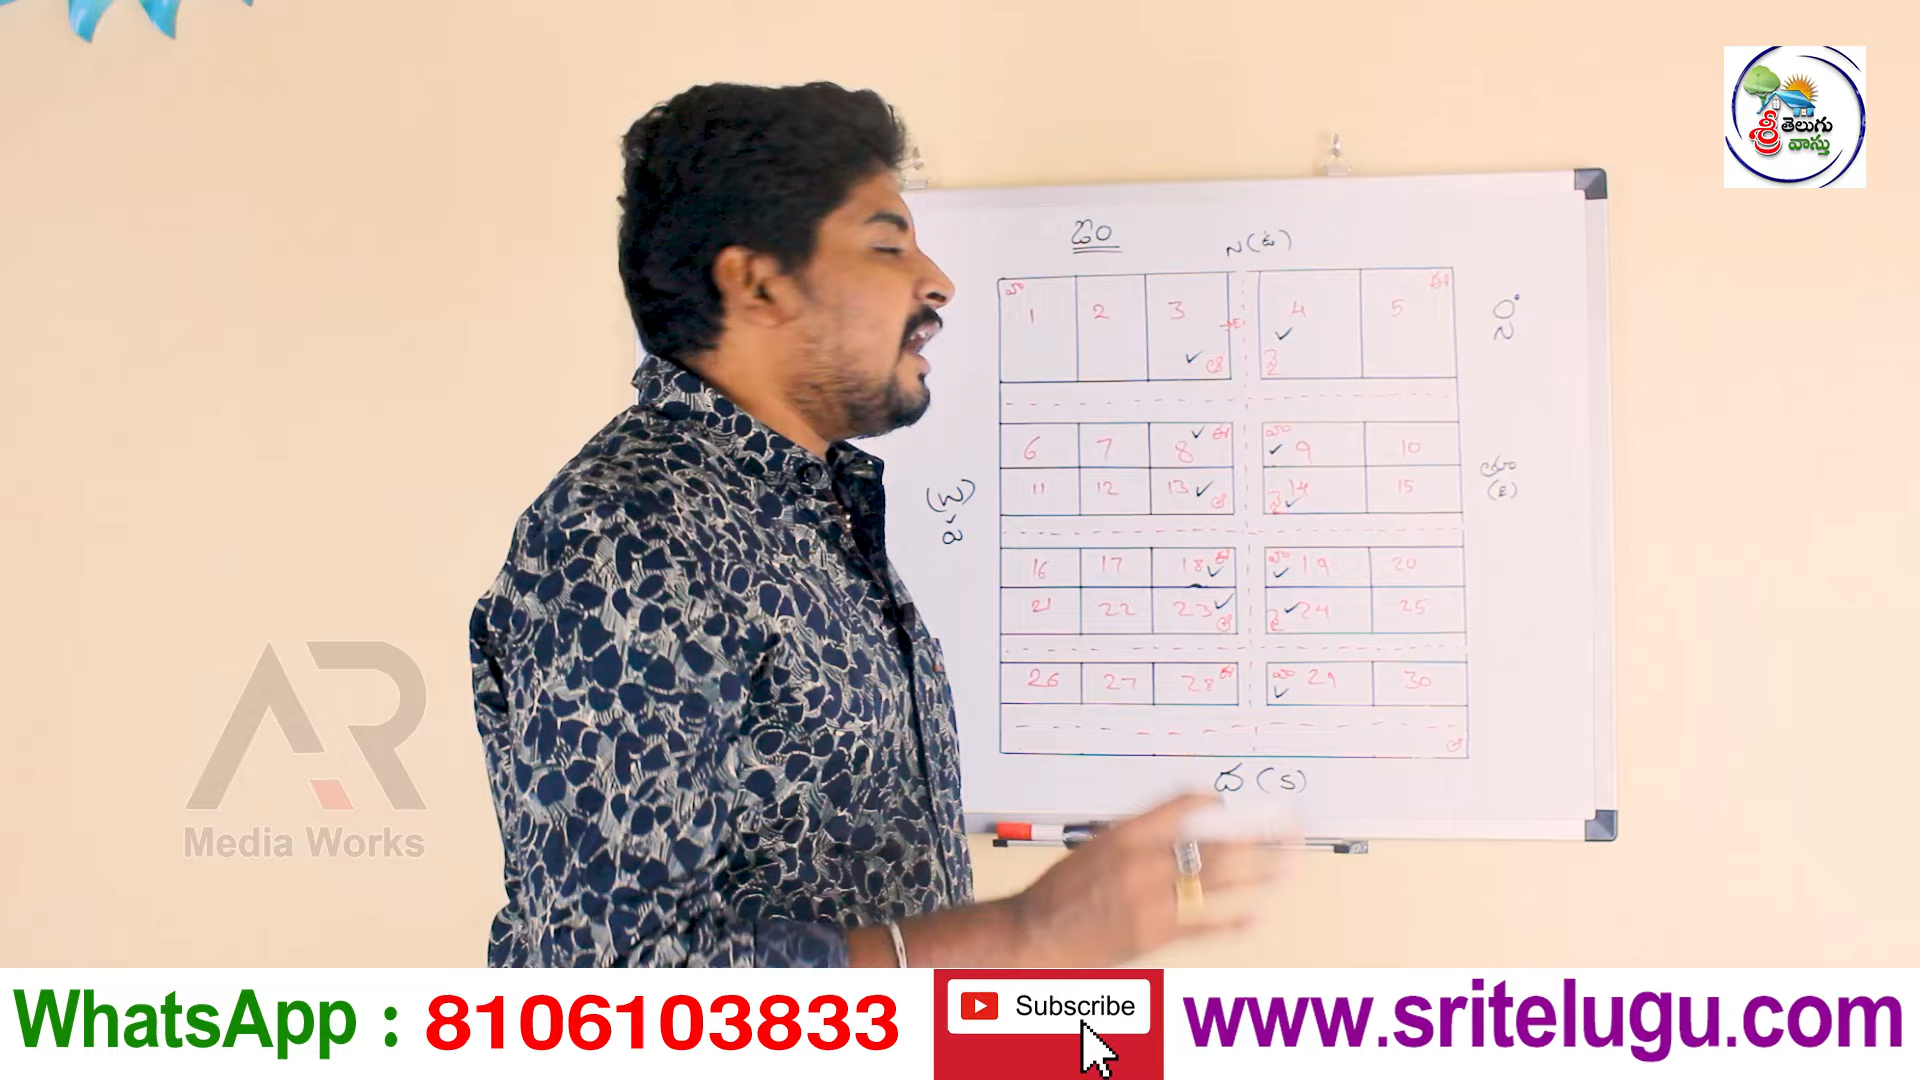 శ్రీ తెలుగు
వాస్తు
ఓం
న (ఉ)
వా
ఈ
1 2 3 4 5
ఆ
నై
6 7 8 ఈ వా 9 10
11 12 13 ఆ నై 14 15
తూ
(E)
16 17 18 ఈ వా 19 20
21 22 23 ఆ నై 24 25
26 27 28 ఈ వా 29 30
ఆ
ద (S)
AR
Media Works
WhatsApp : 8106103833
Subscribe
www.sritelugu.com